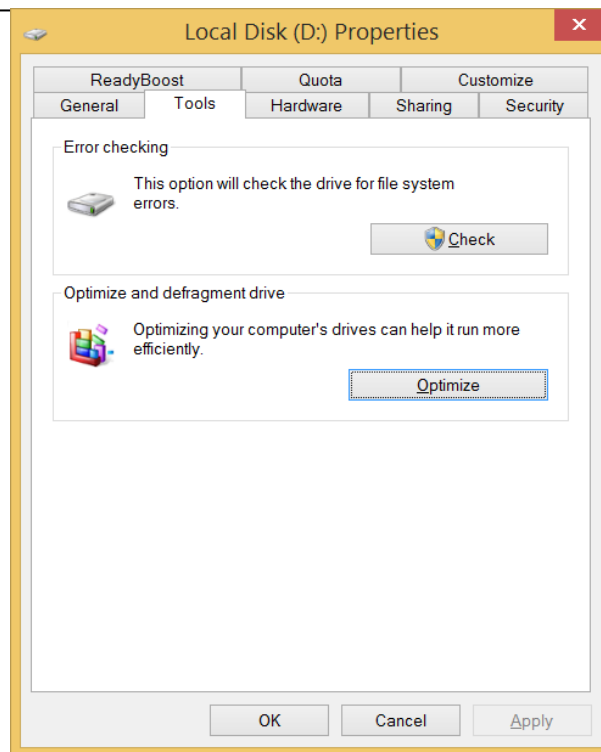 Local Disk (D:) Properties
ReadyBoost
Quota
Customize
General
Tools
Hardware
Sharing
Security
Error checking
This option will check the drive for file system
errors.
Check
Optimize and defragment drive
Optimizing your computer's drives can help it run more
efficiently.
Optimize
OK
Cancel
Apply